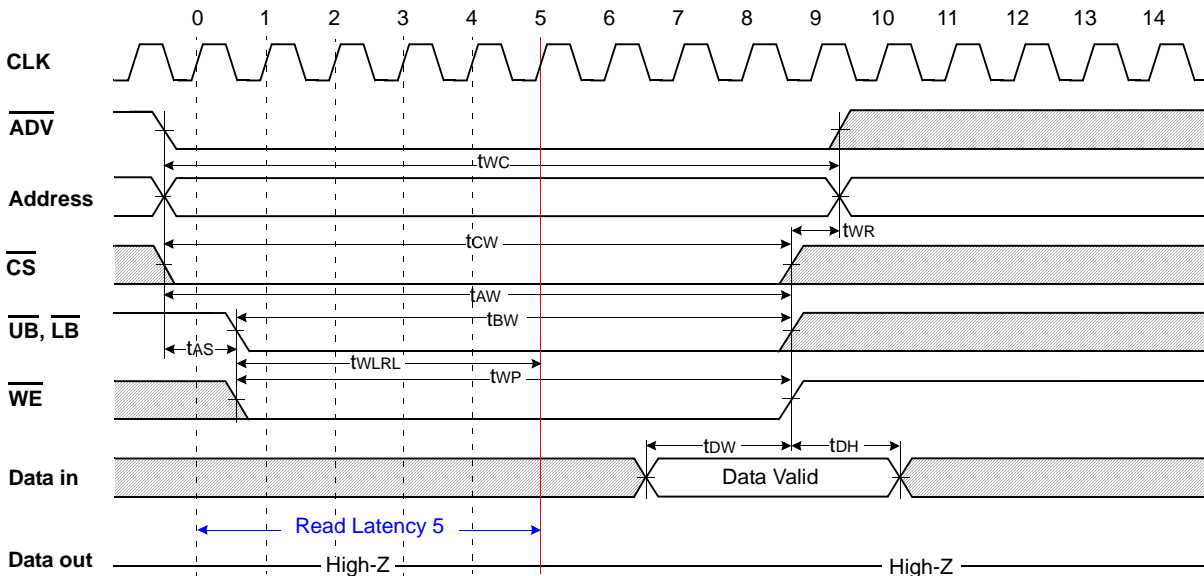 0 1 2 3 4 5 6 7 8 9 10 11 12 13 14
CLK
ADV
tWC
Address
tWR
tCW
CS
tAW
tBW
UB, LB
tAS
tWLRL
tWP
WE
tDW tDH
Data in
Data Valid
Read Latency 5
Data out
High-Z High-Z